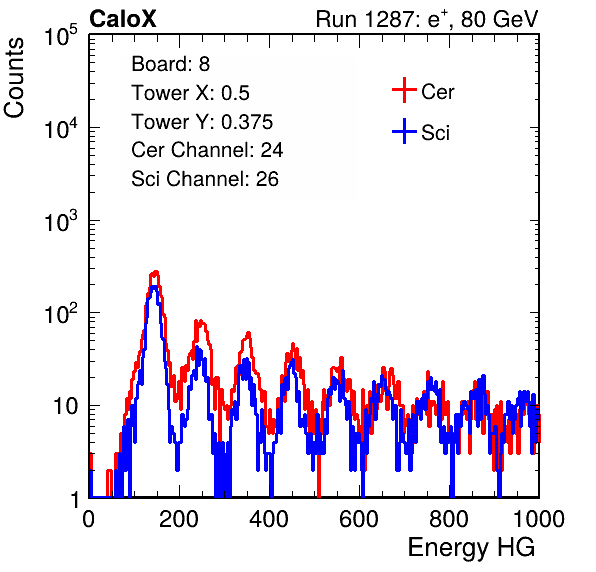 CaloX Run 1287: e⁺, 80 GeV
Counts
10⁵
10⁴
10³
10²
10
1
Board: 8
Tower X: 0.5
Tower Y: 0.375
Cer Channel: 24
Sci Channel: 26
Cer
Sci
0 200 400 600 800 1000
Energy HG